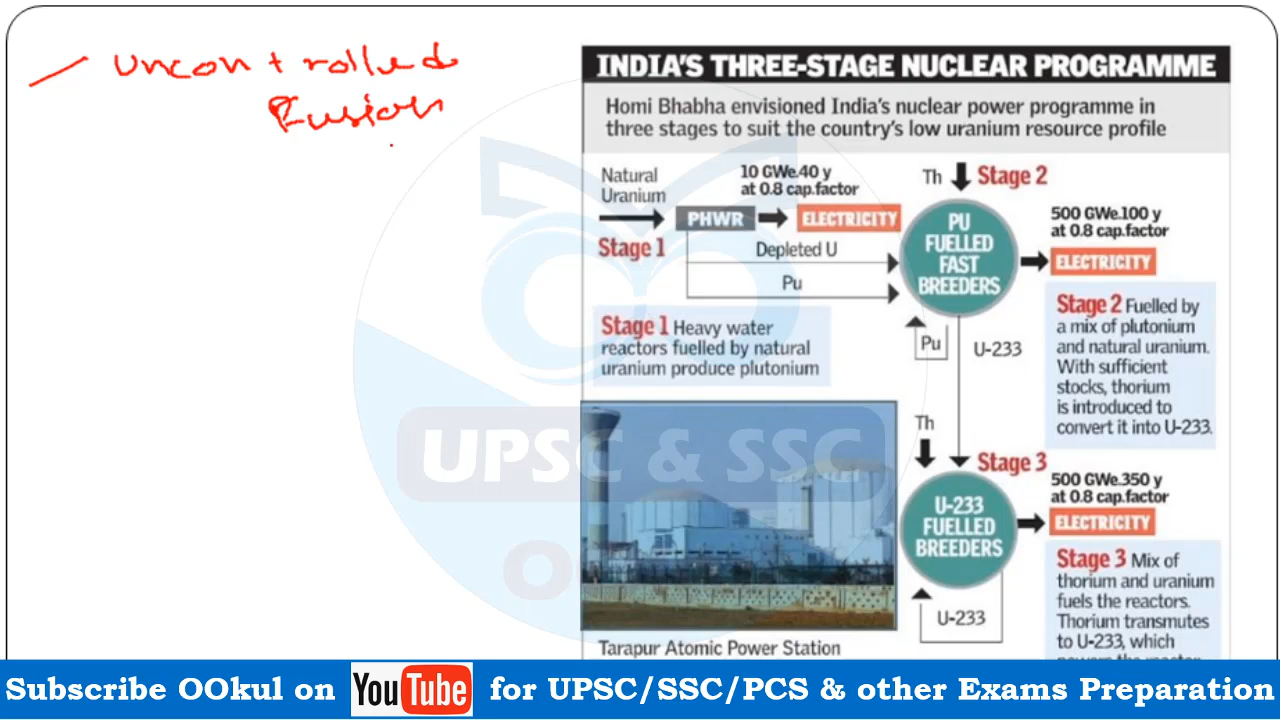 uncontrolled
Fusion
INDIA'S THREE-STAGE NUCLEAR PROGRAMME
Homi Bhabha envisioned India's nuclear power programme in
three stages to suit the country's low uranium resource profile
Natural
Uranium
10 GWe.40 y
at 0.8 cap.factor
Th
Stage 2
PHWR
ELECTRICITY
Stage 1
Depleted U
Pu
PU
FUELLED
FAST
BREEDERS
500 GWe.100 y
at 0.8 cap.factor
ELECTRICITY
Stage 1 Heavy water
reactors fuelled by natural
uranium produce plutonium
Pu
U-233
Stage 2 Fuelled by
a mix of plutonium
and natural uranium.
With sufficient
stocks, thorium
is introduced to
convert it into U-233.
Th
Stage 3
U-233
FUELLED
BREEDERS
500 GWe.350 y
at 0.8 cap.factor
ELECTRICITY
U-233
Stage 3 Mix of
thorium and uranium
fuels the reactors.
Thorium transmutes
to U-233, which
powers the reactor
Tarapur Atomic Power Station
UPSC & SSC
Subscribe OOkul on YouTube for UPSC/SSC/PCS & other Exams Preparation